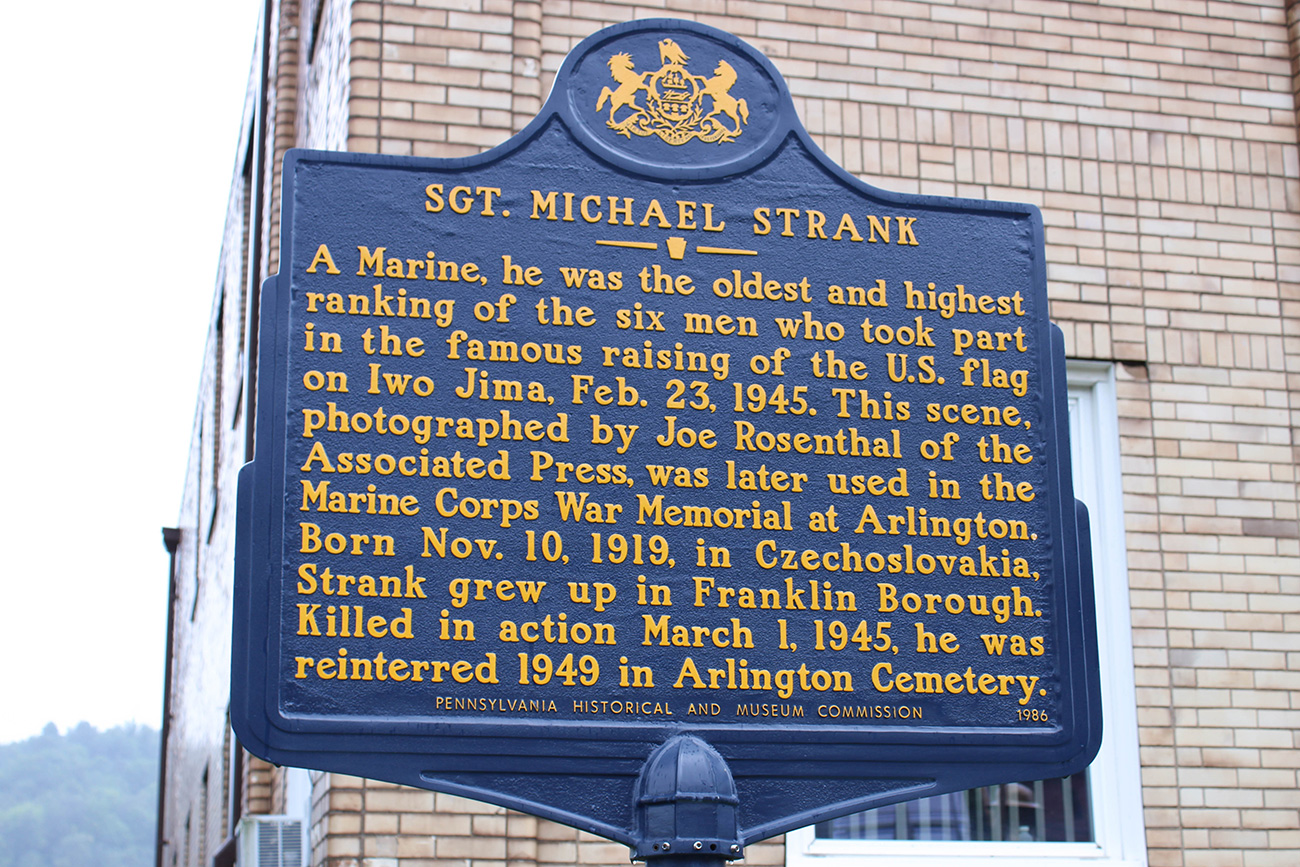 SGT. MICHAEL STRANK
A Marine, he was the oldest and highest
ranking of the six men who took part
in the famous raising of the U.S. flag
on Iwo Jima, Feb. 23, 1945. This scene,
photographed by Joe Rosenthal of the
Associated Press, was later used in the
Marine Corps War Memorial at Arlington.
Born Nov. 10, 1919, in Czechoslovakia,
Strank grew up in Franklin Borough.
Killed in action March 1, 1945, he was
reinterred 1949 in Arlington Cemetery.
PENNSYLVANIA HISTORICAL AND MUSEUM COMMISSION 1986